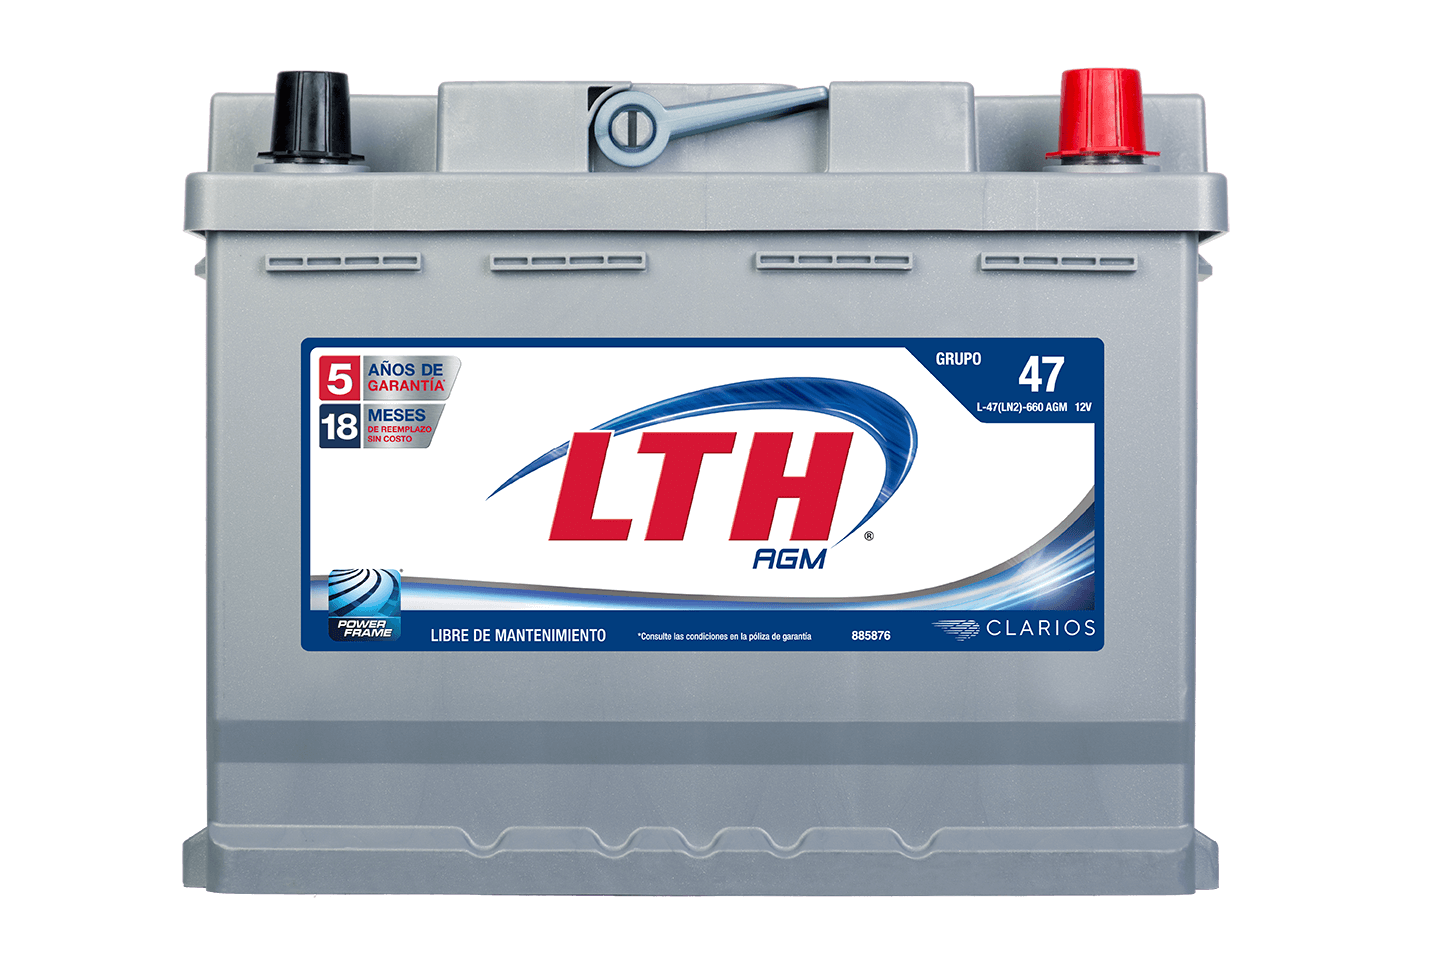 5 AÑOS DE
GARANTÍA*
18 MESES
DE REEMPLAZO
SIN COSTO
GRUPO 47
L-47(LN2)-660 AGM 12V
LTH
®
AGM
POWER
FRAME
LIBRE DE MANTENIMIENTO *Consulte las condiciones en la póliza de garantía 885876 CLARIOS